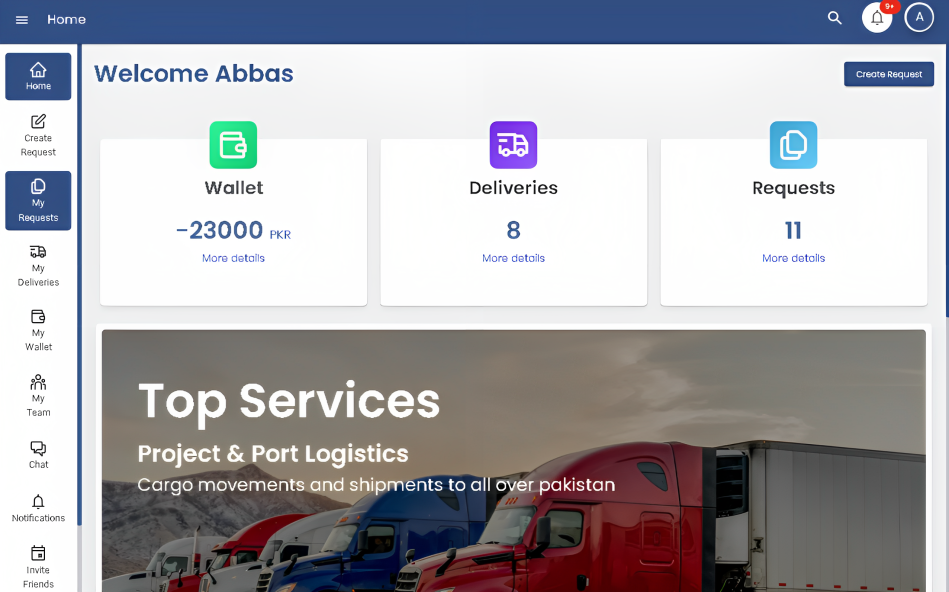 Home
9+
A
Home
Create
Request
My
Requests
My
Deliveries
My
Wallet
My
Team
Chat
Notifications
Invite
Friends
Welcome Abbas
Create Request
Wallet
-23000 PKR
More details
Deliveries
8
More details
Requests
11
More details
Top Services
Project & Port Logistics
Cargo movements and shipments to all over pakistan